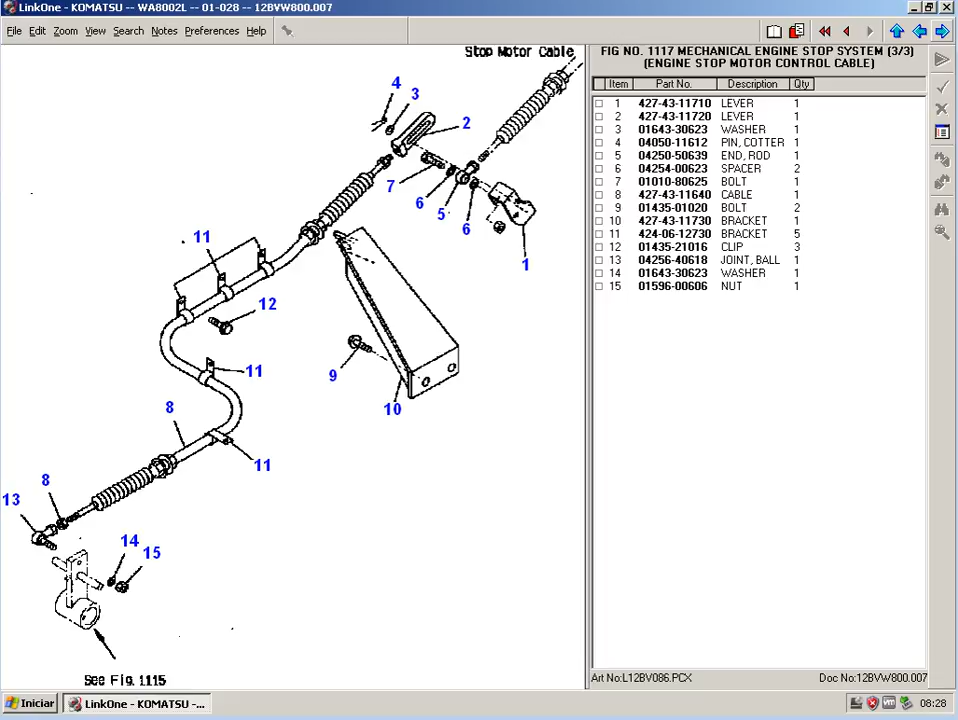 LinkOne - KOMATSU -- WA8002L -- 01-028 -- 12BVW800.007
File Edit Zoom View Search Notes Preferences Help
Stop Motor Cable
4
3
2
7
6
5
6
1
11
12
9
10
11
8
11
8
13
14
15
See Fig. 1115
FIG NO. 1117 MECHANICAL ENGINE STOP SYSTEM (3/3)
(ENGINE STOP MOTOR CONTROL CABLE)
Item Part No. Description Qty
1 427-43-11710 LEVER 1
2 427-43-11720 LEVER 1
3 01643-30623 WASHER 1
4 04050-11612 PIN, COTTER 1
5 04250-50639 END, ROD 1
6 04254-00623 SPACER 2
7 01010-80625 BOLT 1
8 427-43-11640 CABLE 1
9 01435-01020 BOLT 2
10 427-43-11730 BRACKET 1
11 424-06-12730 BRACKET 5
12 01435-21016 CLIP 3
13 04256-40618 JOINT, BALL 1
14 01643-30623 WASHER 1
15 01596-00606 NUT 1
Art No:L12BV086.PCX Doc No:12BVW800.007
Iniciar LinkOne - KOMATSU -... 08:28